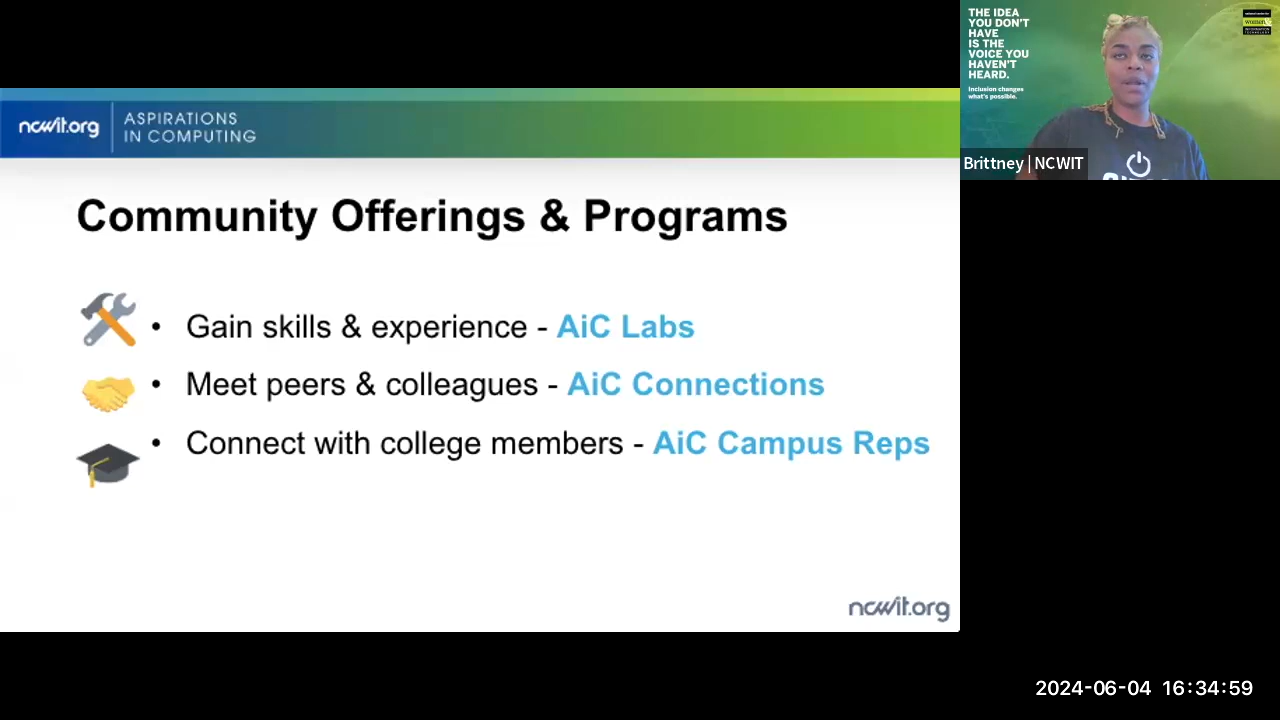 THE IDEA
YOU DON'T
HAVE
IS THE
VOICE YOU
HAVEN'T
HEARD.
Inclusion changes
what's possible.
Brittney | NCWIT
ncwit.org
ASPIRATIONS
IN COMPUTING
Community Offerings & Programs
• Gain skills & experience - AiC Labs
• Meet peers & colleagues - AiC Connections
• Connect with college members - AiC Campus Reps
ncwit.org
2024-06-04 16:34:59